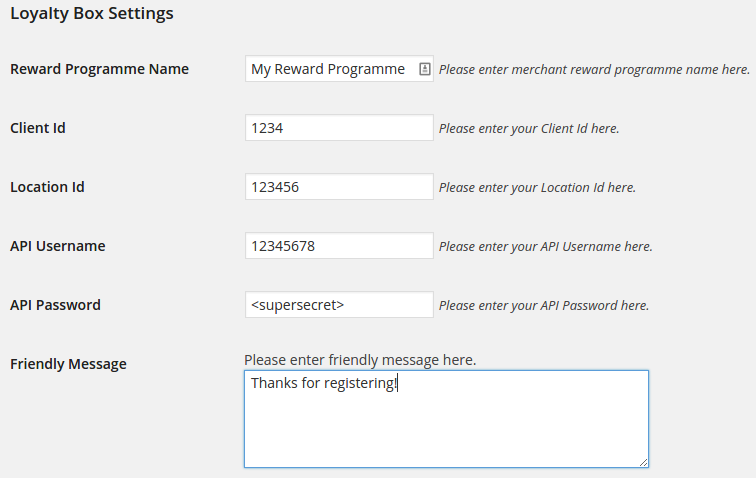 Loyalty Box Settings
Reward Programme Name My Reward Programme Please enter merchant reward programme name here.
Client Id 1234 Please enter your Client Id here.
Location Id 123456 Please enter your Location Id here.
API Username 12345678 Please enter your API Username here.
API Password <supersecret> Please enter your API Password here.
Friendly Message Please enter friendly message here.
Thanks for registering!